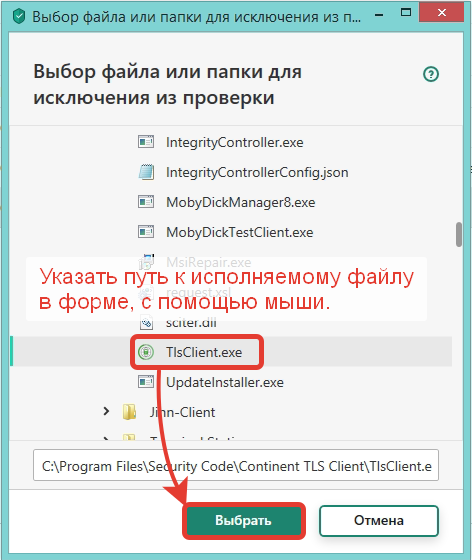 Выбор файла или папки для исключения из п...
Выбор файла или папки для
исключения из проверки
?
IntegrityController.exe
IntegrityControllerConfig.json
MobyDickManager8.exe
MobyDickTestClient.exe
MsiRepair.exe
Указать путь к исполняемому файлу
request.xsl
в форме, с помощью мыши.
sciter.dll
TlsClient.exe
UpdateInstaller.exe
Jinn-Client
C:\Program Files\Security Code\Continent TLS Client\TlsClient.e
Выбрать
Отмена